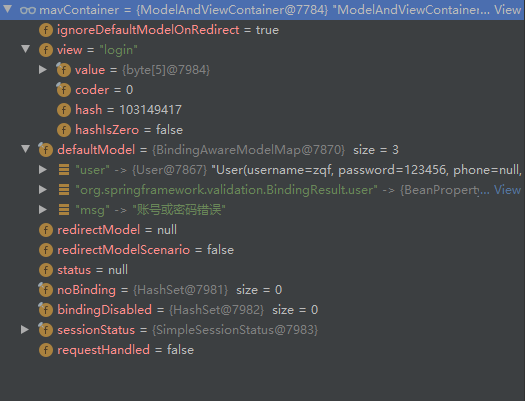 mavContainer = {ModelAndViewContainer@7784} "ModelAndViewContainer... View
ignoreDefaultModelOnRedirect = true
view = "login"
value = {byte[5]@7984}
coder = 0
hash = 103149417
hashIsZero = false
defaultModel = {BindingAwareModelMap@7870} size = 3
"user" -> {User@7867} "User(username=zqf, password=123456, phone=null,
"org.springframework.validation.BindingResult.user" -> {BeanProperty... View
"msg" -> "账号或密码错误"
redirectModel = null
redirectModelScenario = false
status = null
noBinding = {HashSet@7981} size = 0
bindingDisabled = {HashSet@7982} size = 0
sessionStatus = {SimpleSessionStatus@7983}
requestHandled = false